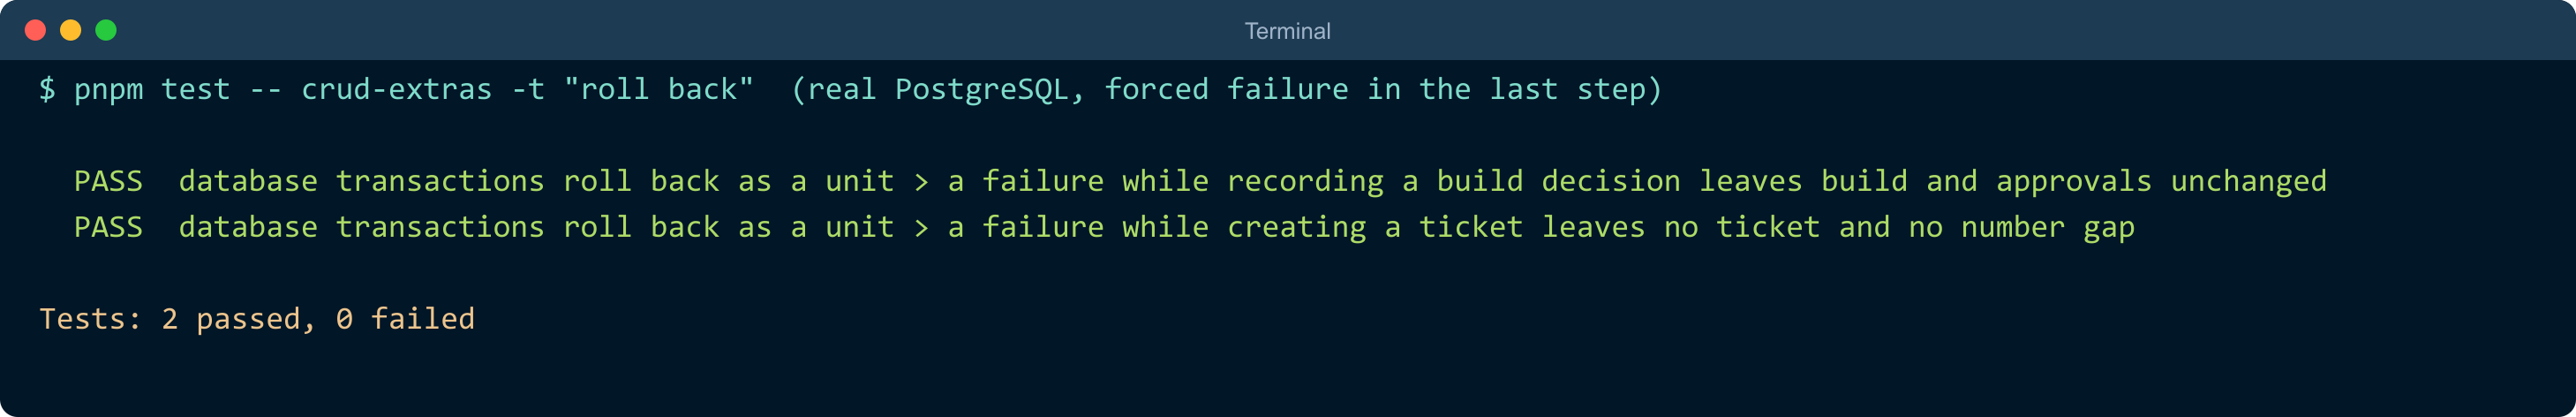 Terminal
$ pnpm test -- crud-extras -t "roll back"  (real PostgreSQL, forced failure in the last step)
PASS  database transactions roll back as a unit > a failure while recording a build decision leaves build and approvals unchanged
PASS  database transactions roll back as a unit > a failure while creating a ticket leaves no ticket and no number gap
Tests: 2 passed, 0 failed